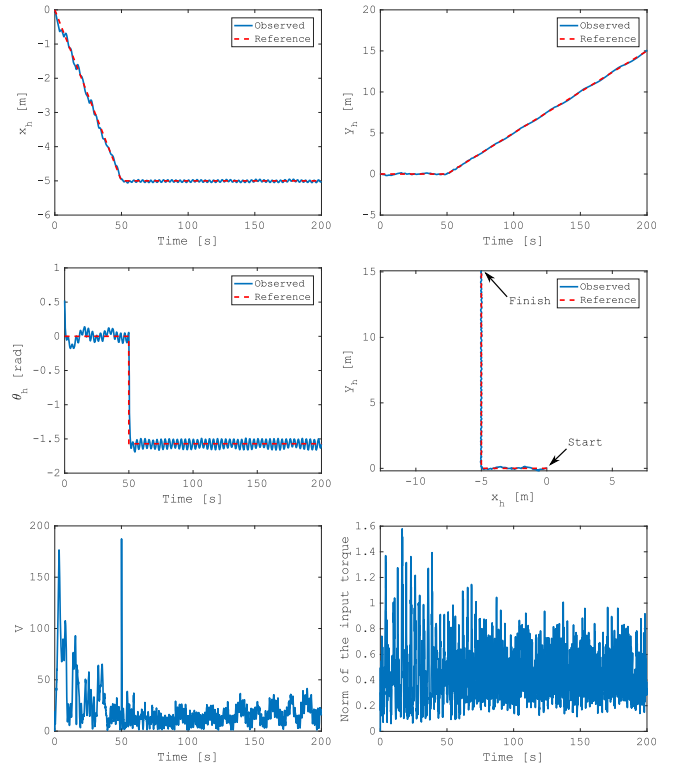 0
-1
-2
-3
-4
-5
-6
x_h [m]
0 50 100 150 200
Time [s]
Observed
Reference
20
15
10
5
0
-5
y_h [m]
0 50 100 150 200
Time [s]
Observed
Reference
1
0.5
0
-0.5
-1
-1.5
-2
θ_h [rad]
0 50 100 150 200
Time [s]
Observed
Reference
15
10
5
0
y_h [m]
-10 -5 0 5
x_h [m]
Observed
Reference
Finish
Start
200
150
100
50
0
V
0 50 100 150 200
Time [s]
1.6
1.4
1.2
1
0.8
0.6
0.4
0.2
0
Norm of the input torque
0 50 100 150 200
Time [s]